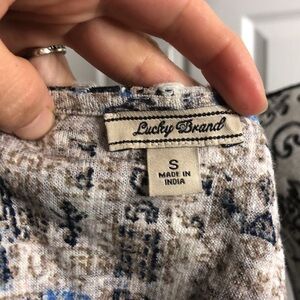 Lucky Brand
S
MADE IN
INDIA